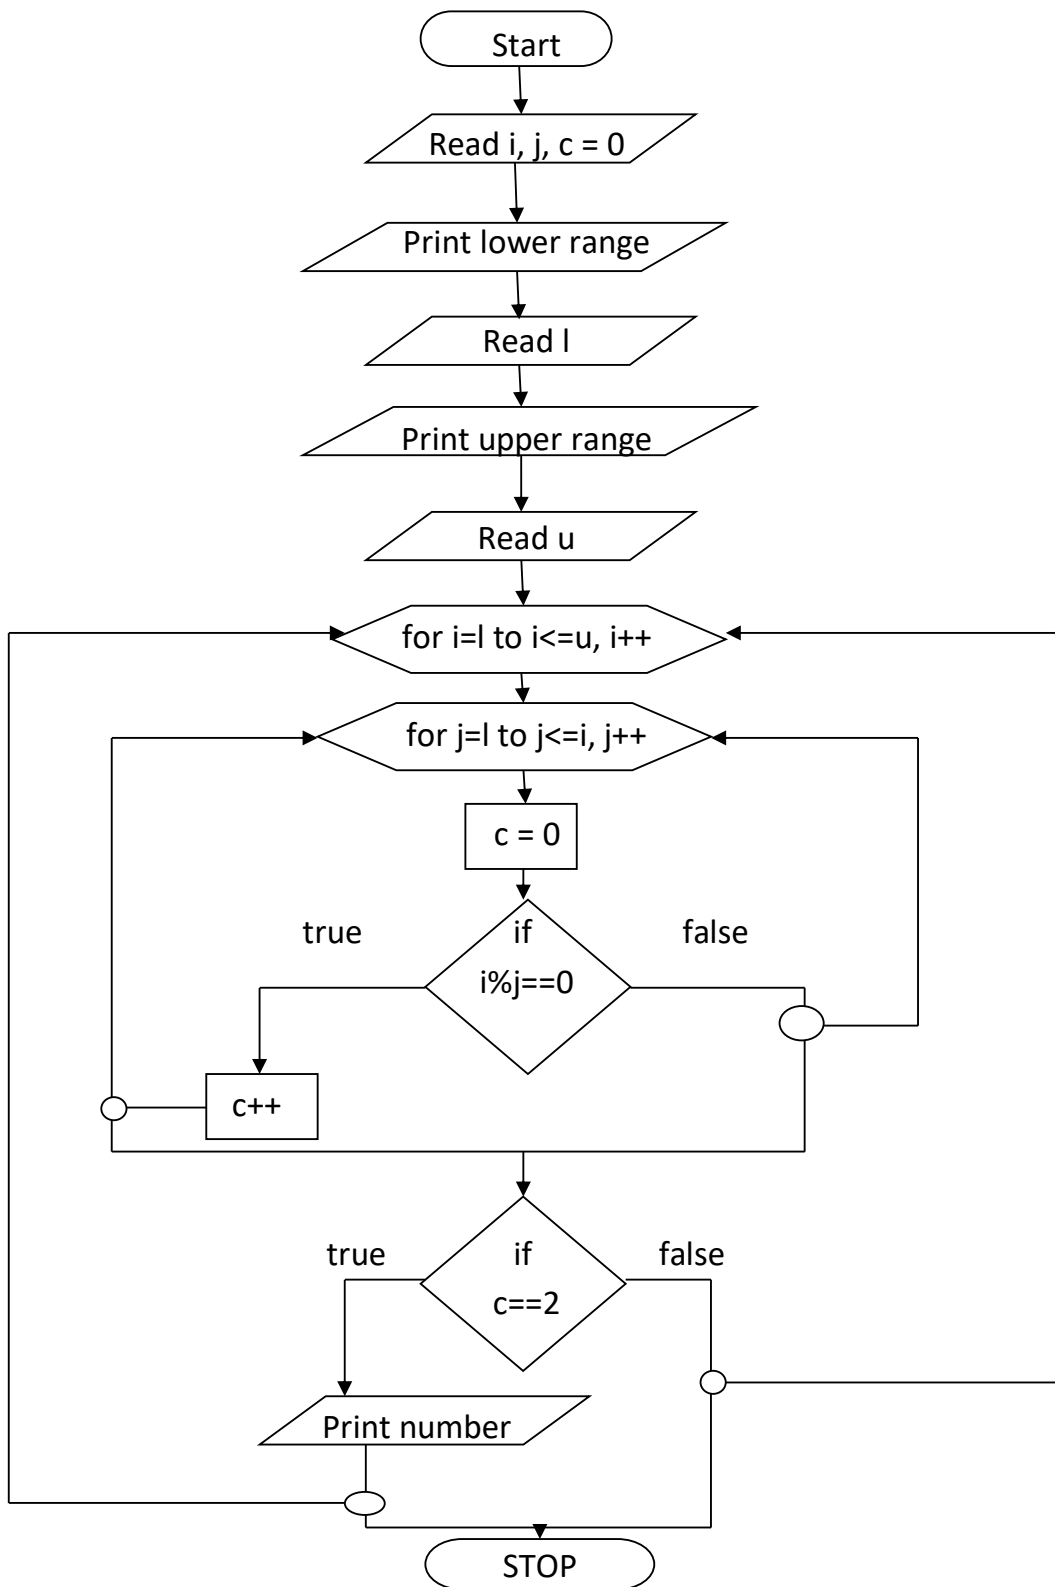 Start
Read i, j, c = 0
Print lower range
Read l
Print upper range
Read u
for i=l to i<=u, i++
for j=l to j<=i, j++
c = 0
true
if
false
i%j==0
c++
true
if
false
c==2
Print number
STOP